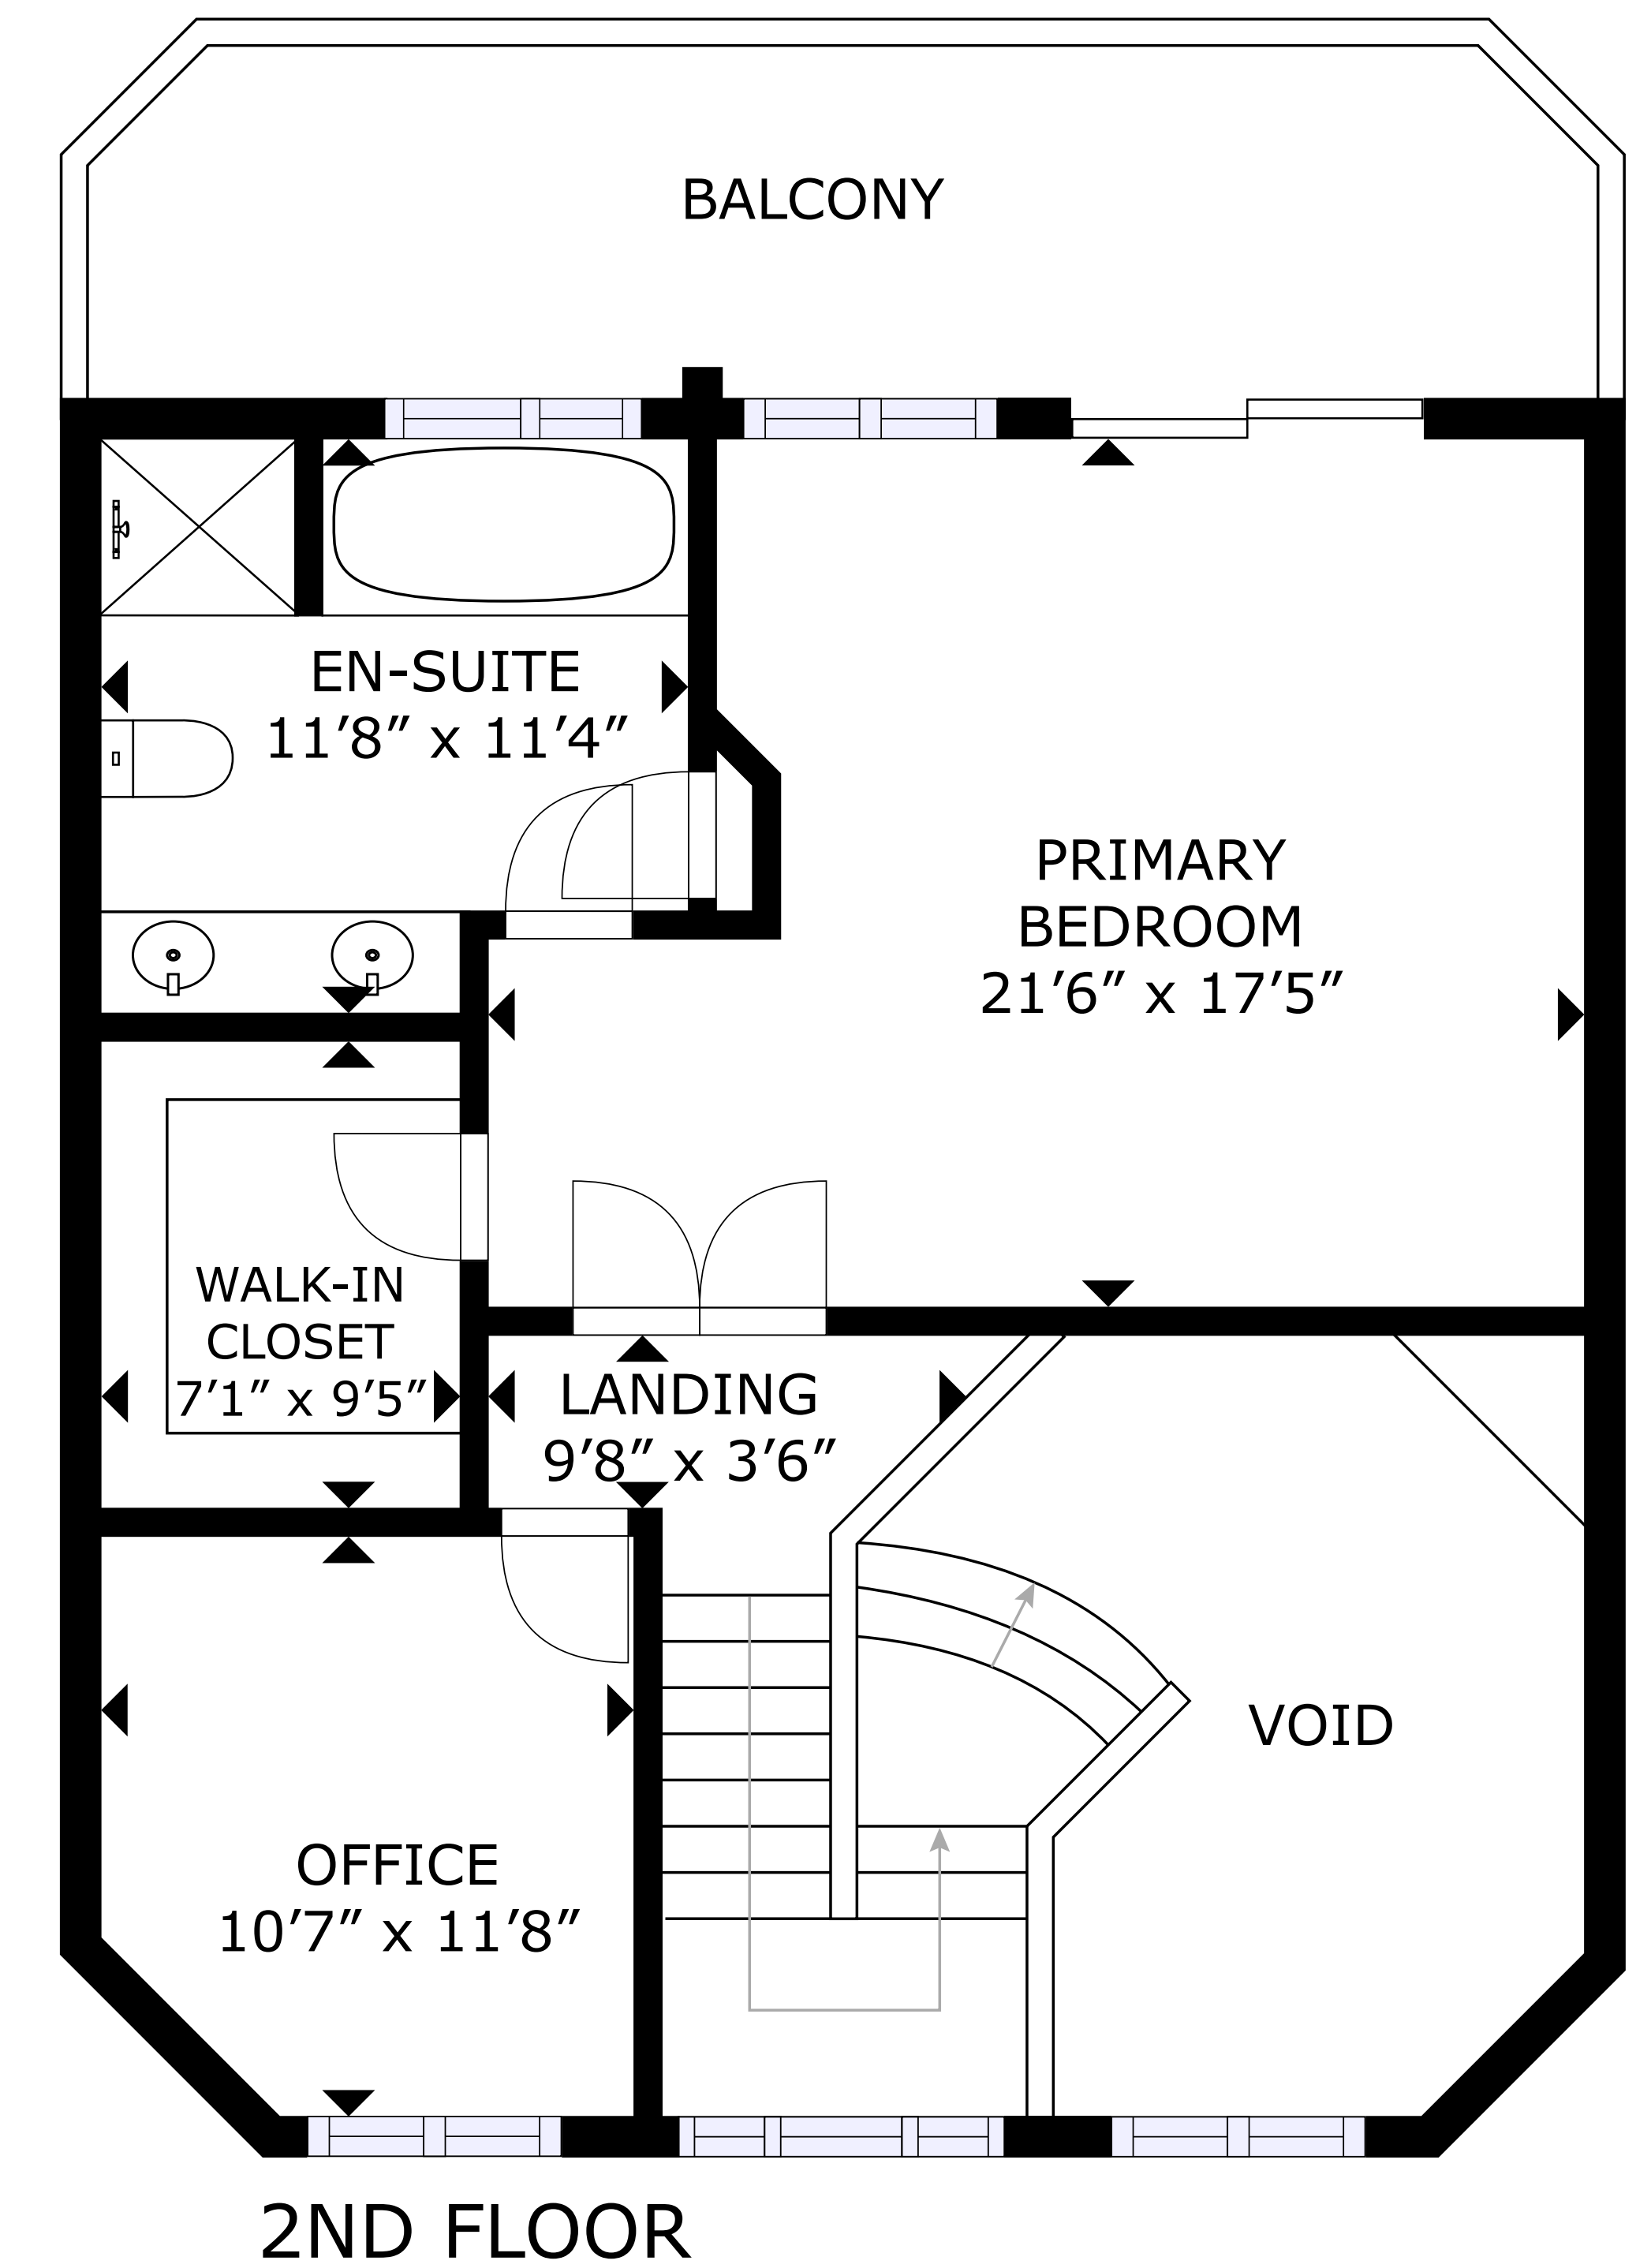 BALCONY
EN-SUITE
11'8" x 11'4"
PRIMARY
BEDROOM
21'6" x 17'5"
WALK-IN
CLOSET
7'1" x 9'5"
LANDING
9'8" x 3'6"
VOID
OFFICE
10'7" x 11'8"
2ND FLOOR